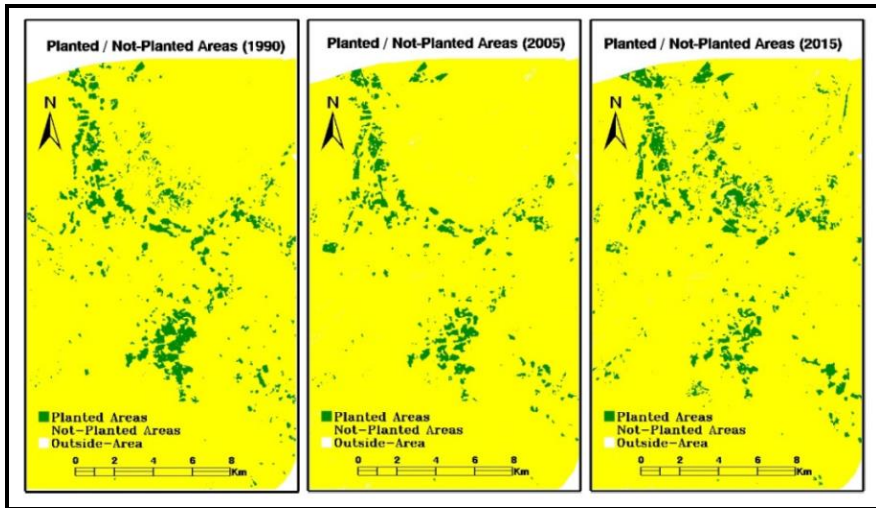 Planted / Not-Planted Areas (1990)
N
Planted Areas
Not-Planted Areas
Outside-Area
0 2 4 6 8
Km
Planted / Not-Planted Areas (2005)
N
Planted Areas
Not-Planted Areas
Outside-Area
0 2 4 6 8
Km
Planted / Not-Planted Areas (2015)
N
Planted Areas
Not-Planted Areas
Outside-Area
0 2 4 6 8
Km